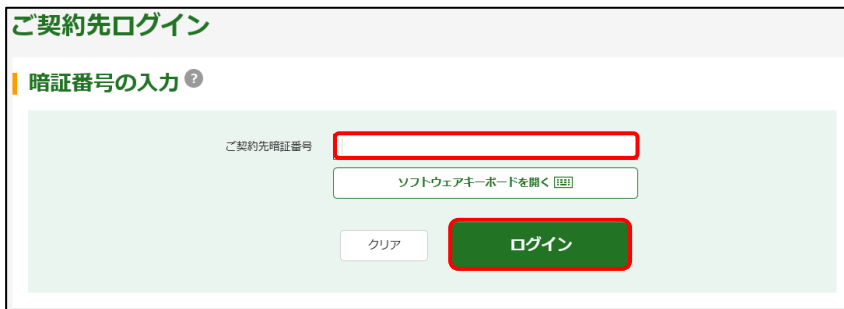 ご契約先ログイン
暗証番号の入力 ?
ご契約先暗証番号
ソフトウェアキーボードを開く
クリア ログイン